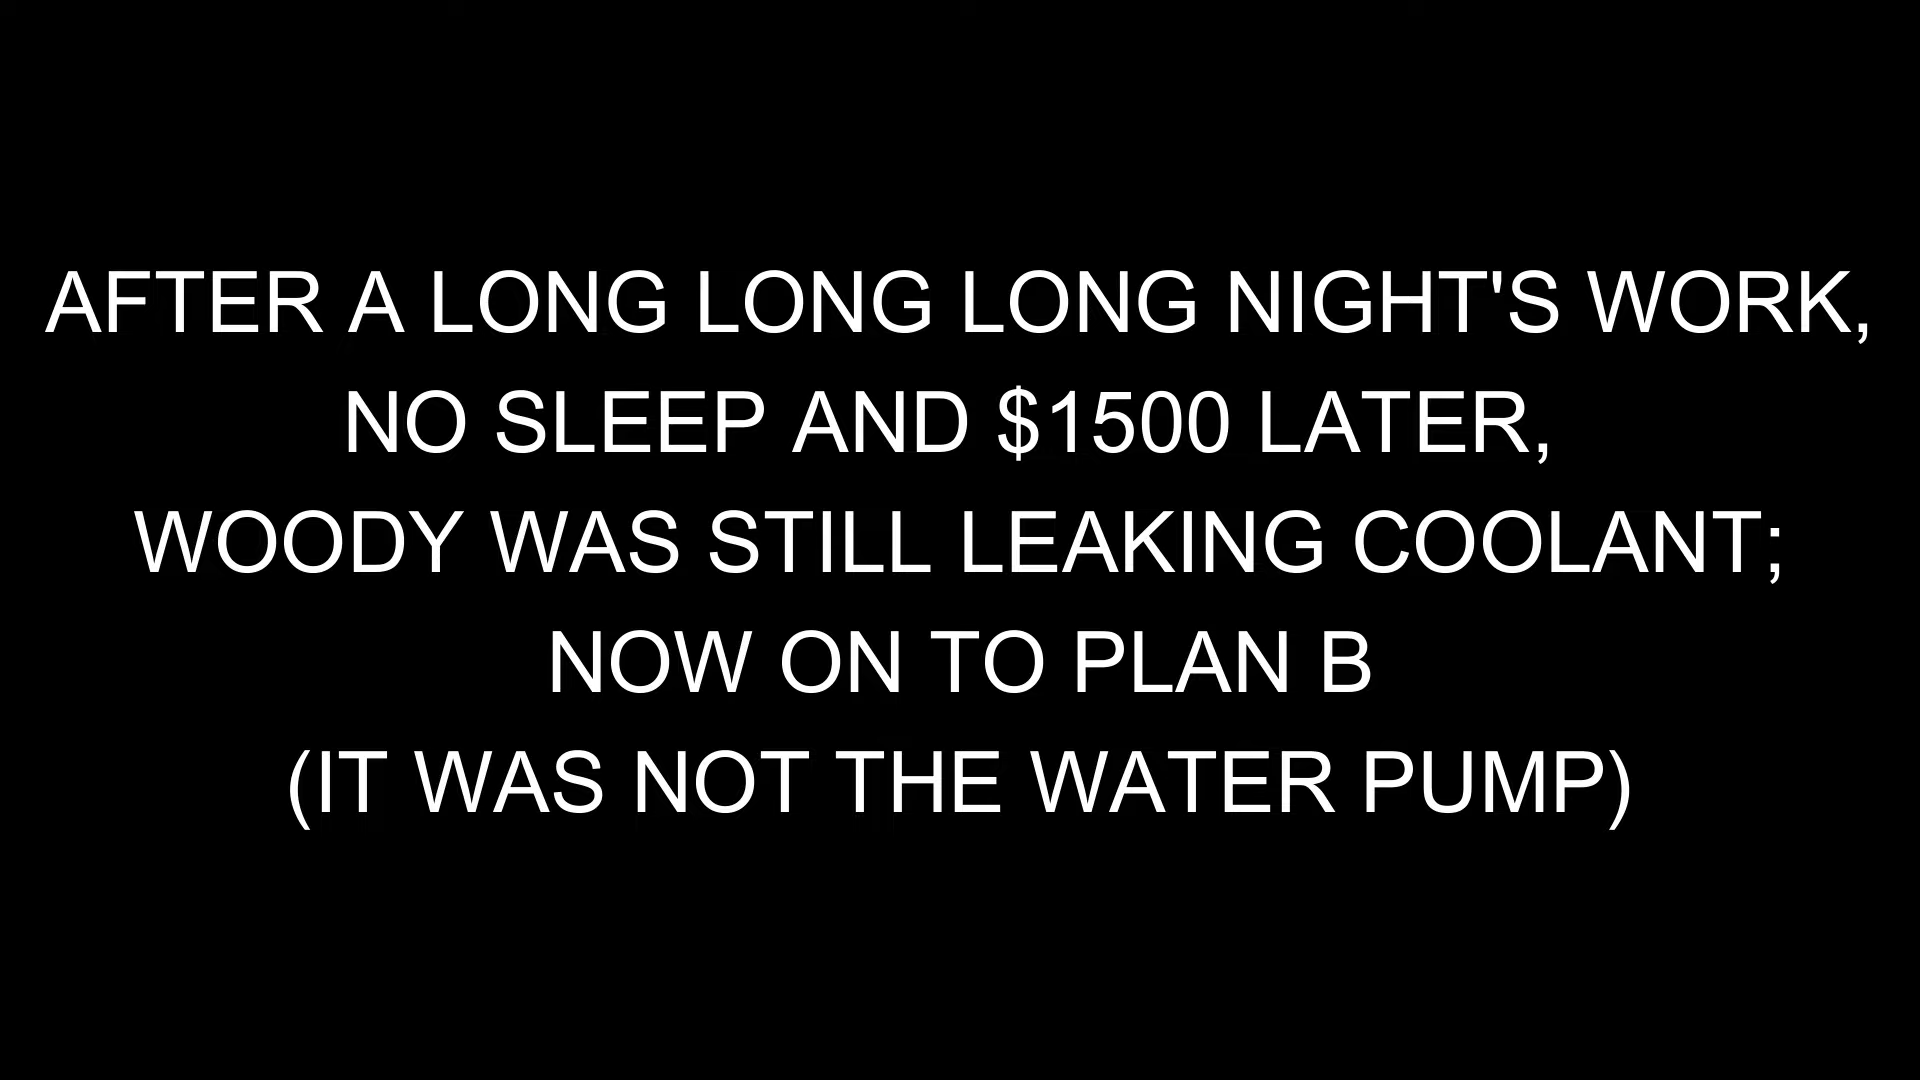 AFTER A LONG LONG LONG NIGHT'S WORK,
NO SLEEP AND $1500 LATER,
WOODY WAS STILL LEAKING COOLANT;
NOW ON TO PLAN B
(IT WAS NOT THE WATER PUMP)